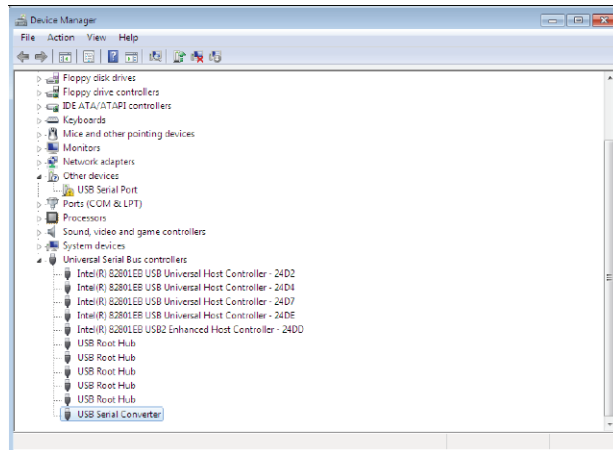 Device Manager
File Action View Help
Floppy disk drives
Floppy drive controllers
IDE ATA/ATAPI controllers
Keyboards
Mice and other pointing devices
Monitors
Network adapters
Other devices
USB Serial Port
Ports (COM & LPT)
Processors
Sound, video and game controllers
System devices
Universal Serial Bus controllers
Intel(R) 82801EB USB Universal Host Controller - 24D2
Intel(R) 82801EB USB Universal Host Controller - 24D4
Intel(R) 82801EB USB Universal Host Controller - 24D7
Intel(R) 82801EB USB Universal Host Controller - 24DE
Intel(R) 82801EB USB2 Enhanced Host Controller - 24DD
USB Root Hub
USB Root Hub
USB Root Hub
USB Root Hub
USB Root Hub
USB Serial Converter